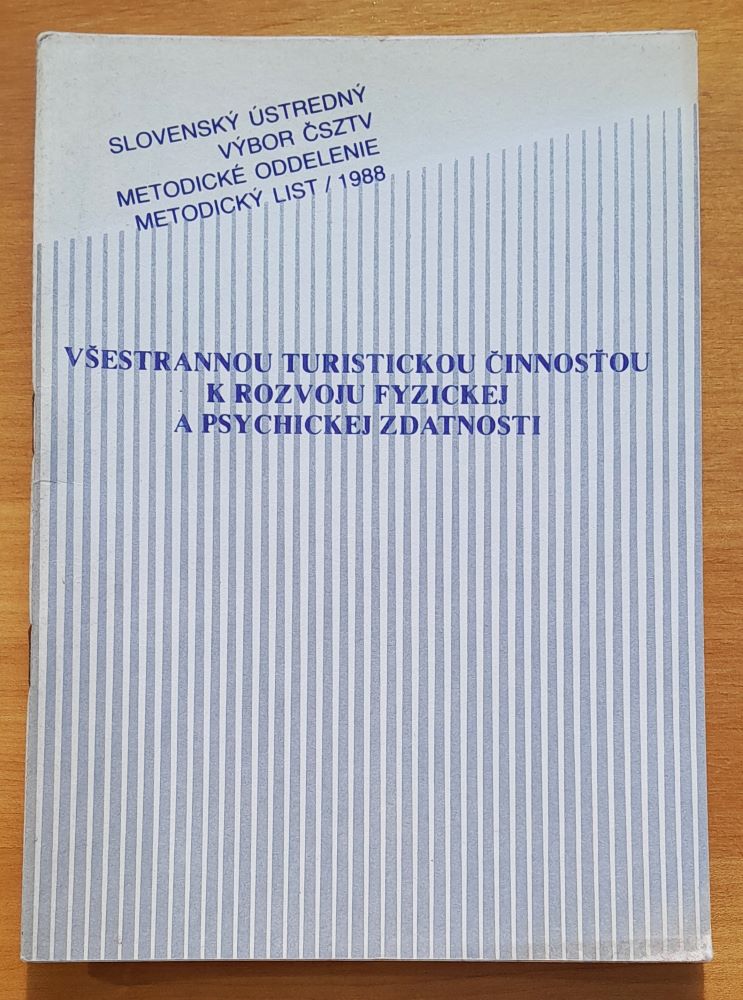 SLOVENSKÝ ÚSTREDNÝ
VÝBOR ČSZTV
METODICKÉ ODDELENIE
METODICKÝ LIST / 1988
VŠESTRANNOU TURISTICKOU ČINNOSŤOU
K ROZVOJU FYZICKEJ
A PSYCHICKEJ ZDATNOSTI